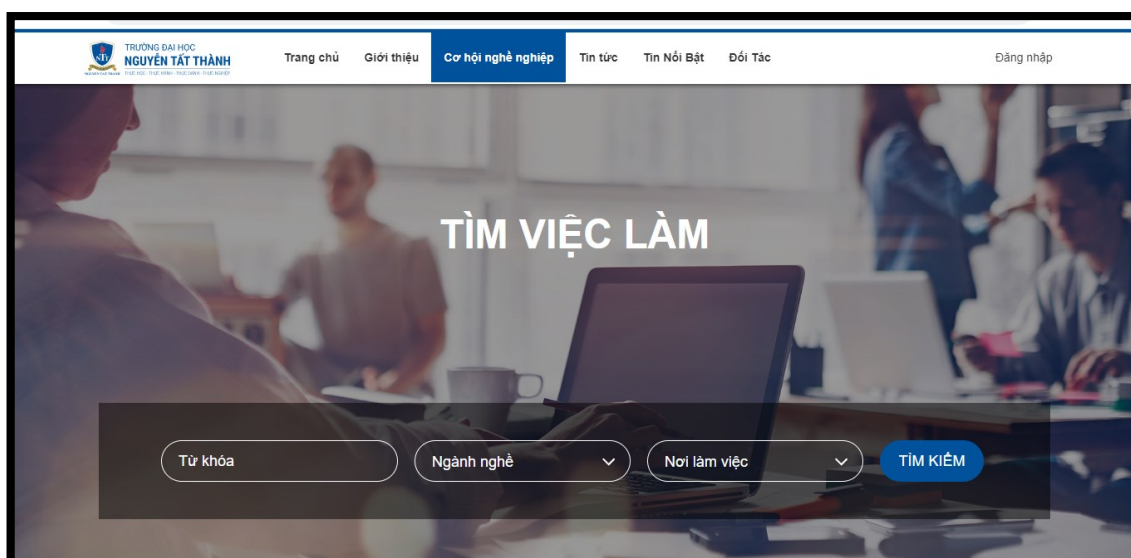 TRƯỜNG ĐẠI HỌC
NGUYỄN TẤT THÀNH
Trang chủ Giới thiệu Cơ hội nghề nghiệp Tin tức Tin Nổi Bật Đối Tác Đăng nhập
TÌM VIỆC LÀM
Từ khóa Ngành nghề Nơi làm việc TÌM KIẾM